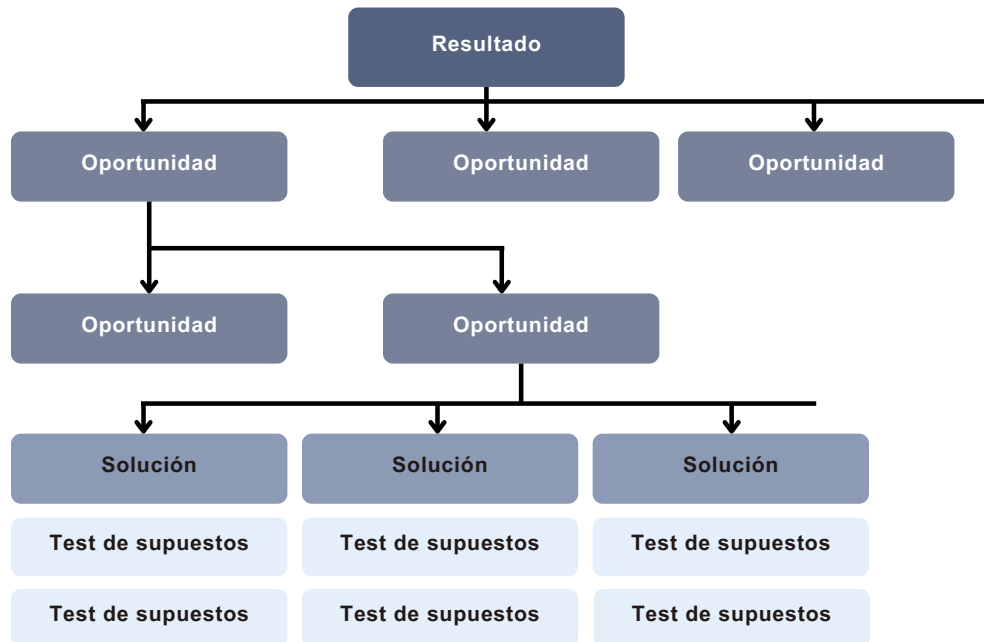 Resultado
Oportunidad
Oportunidad
Oportunidad
Oportunidad
Oportunidad
Solución
Solución
Solución
Test de supuestos
Test de supuestos
Test de supuestos
Test de supuestos
Test de supuestos
Test de supuestos